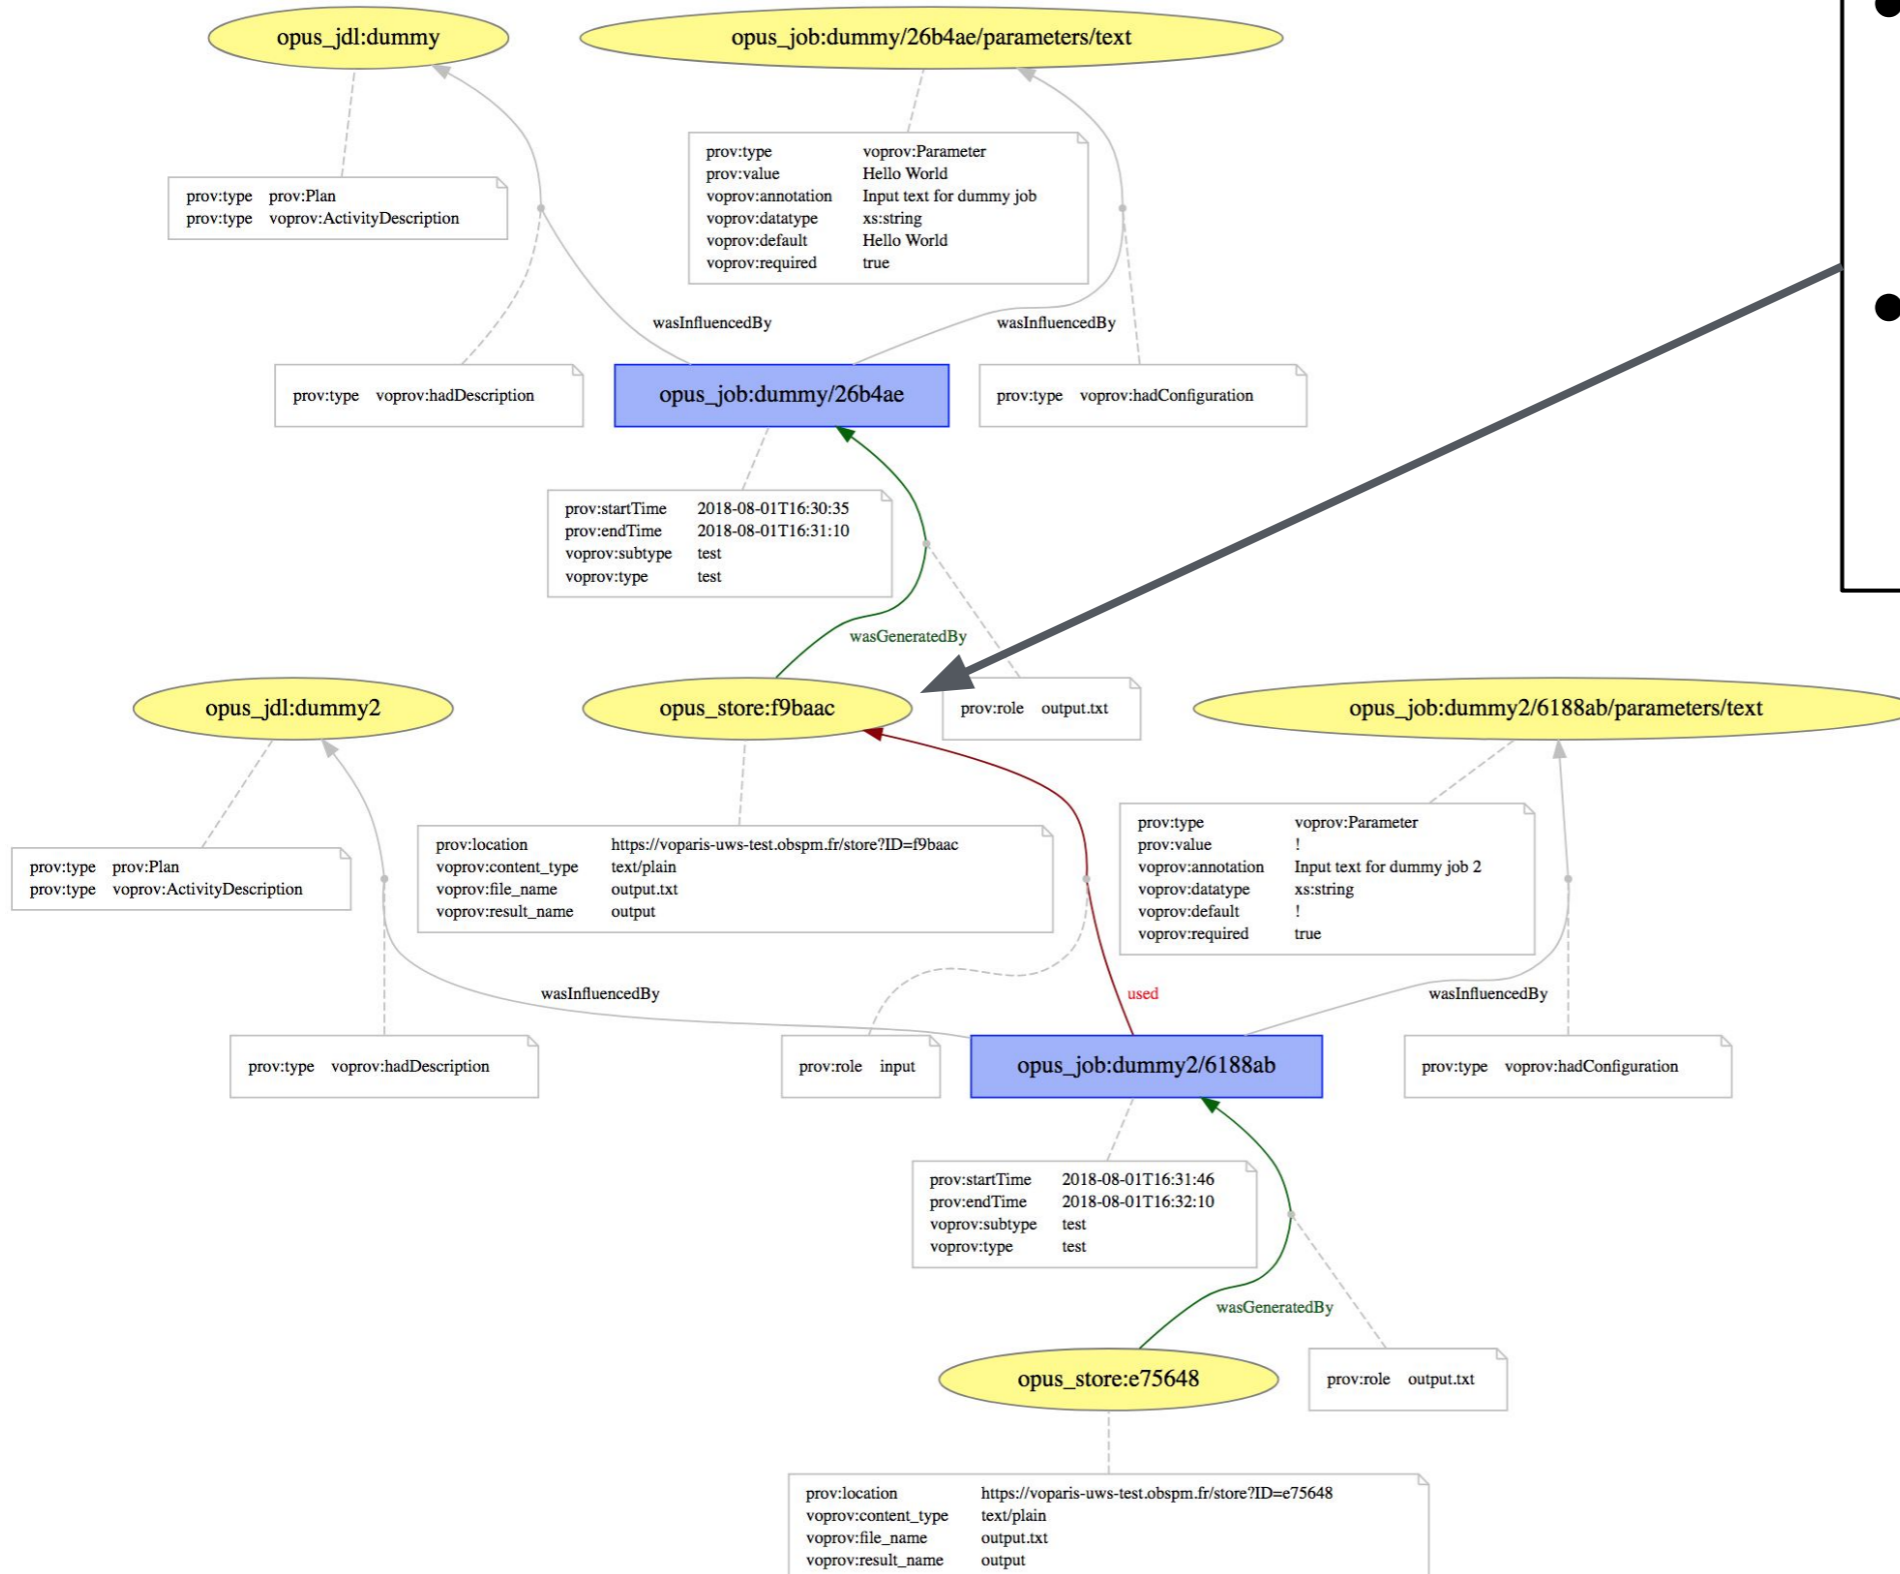 opus_jdl:dummy
opus_job:dummy/26b4ae/parameters/text
prov:type prov:Plan
prov:type voprov:ActivityDescription
prov:type voprov:Parameter
prov:value Hello World
voprov:annotation Input text for dummy job
voprov:datatype xs:string
voprov:default Hello World
voprov:required true
wasInfluencedBy
wasInfluencedBy
prov:type voprov:hadDescription
opus_job:dummy/26b4ae
prov:type voprov:hadConfiguration
prov:startTime 2018-08-01T16:30:35
prov:endTime 2018-08-01T16:31:10
voprov:subtype test
voprov:type test
wasGeneratedBy
opus_jdl:dummy2
opus_store:f9baac
prov:role output.txt
opus_job:dummy2/6188ab/parameters/text
prov:type prov:Plan
prov:type voprov:ActivityDescription
prov:location https://voparis-uws-test.obspm.fr/store?ID=f9baac
voprov:content_type text/plain
voprov:file_name output.txt
voprov:result_name output
prov:type voprov:Parameter
prov:value !
voprov:annotation Input text for dummy job 2
voprov:datatype xs:string
voprov:default !
voprov:required true
wasInfluencedBy
used
wasInfluencedBy
prov:type voprov:hadDescription
prov:role input
opus_job:dummy2/6188ab
prov:type voprov:hadConfiguration
prov:startTime 2018-08-01T16:31:46
prov:endTime 2018-08-01T16:32:10
voprov:subtype test
voprov:type test
wasGeneratedBy
opus_store:e75648
prov:role output.txt
prov:location https://voparis-uws-test.obspm.fr/store?ID=e75648
voprov:content_type text/plain
voprov:file_name output.txt
voprov:result_name output